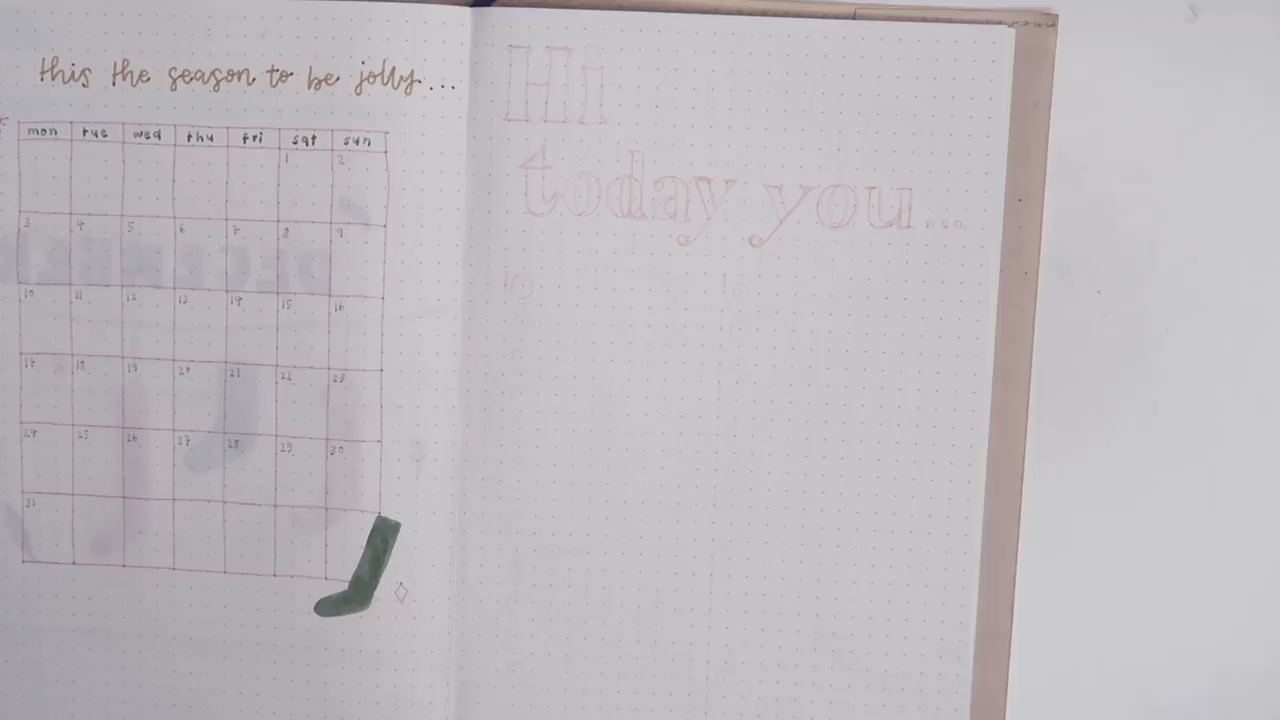 this the season to be jolly...
mon tue wed thu fri sat sun
1 2
3 4 5 6 7 8 9
10 11 12 13 14 15 16
17 18 19 20 21 22 23
24 25 26 27 28 29 30
31
DECEMBER
Hi
today you...